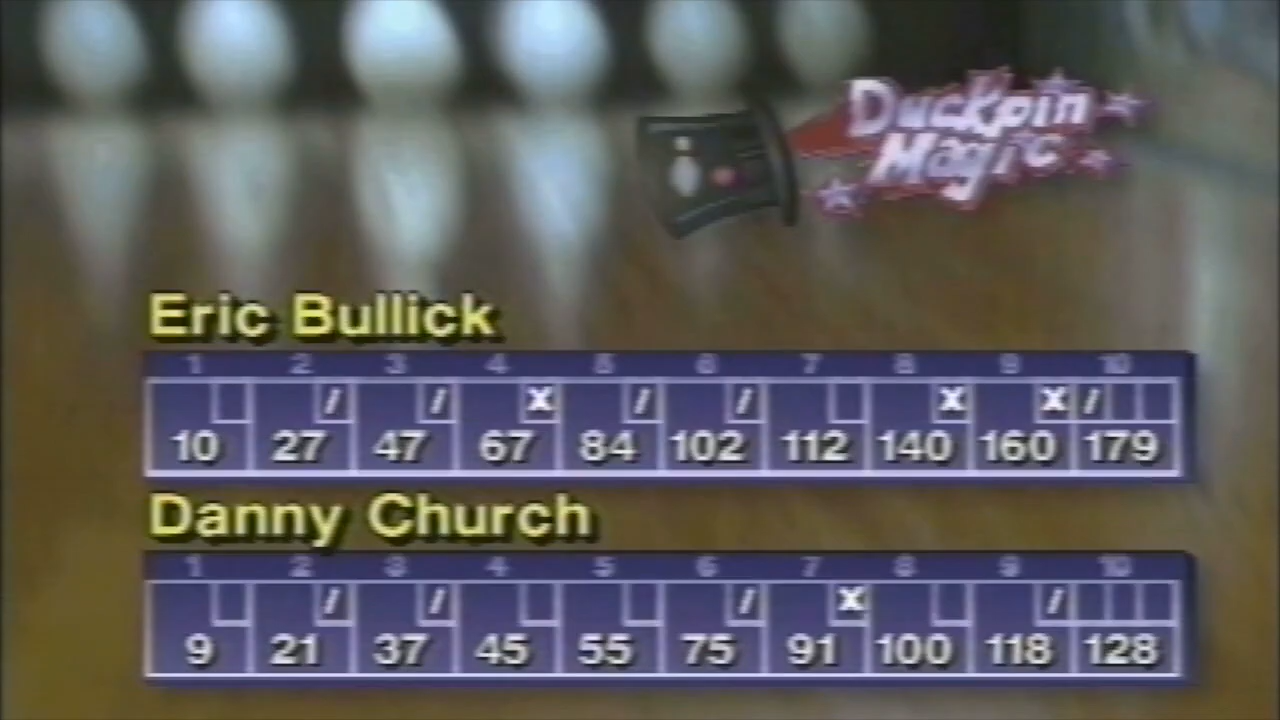 Duckpin
Magic
Eric Bullick
1 2 3 4 5 6 7 8 9 10
/ / X / / X X /
10 27 47 67 84 102 112 140 160 179
Danny Church
1 2 3 4 5 6 7 8 9 10
/ / / X /
9 21 37 45 55 75 91 100 118 128